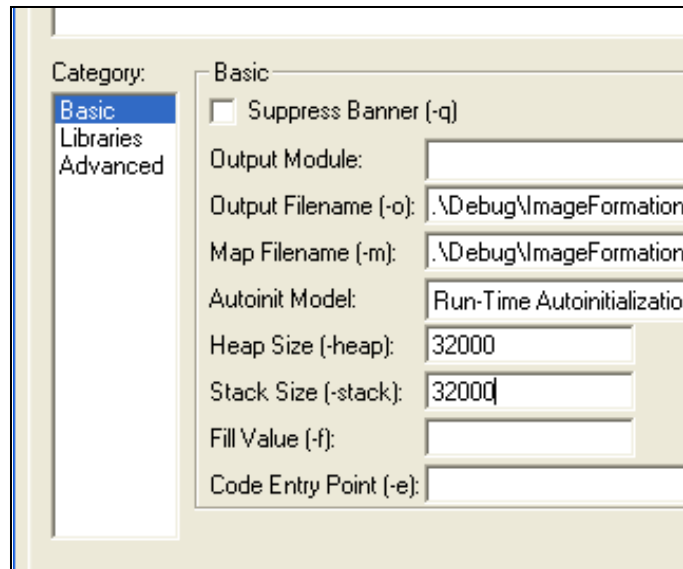 Category:
Basic
Libraries
Advanced
Basic
Suppress Banner (-q)
Output Module:
Output Filename (-o): .\Debug\ImageFormation
Map Filename (-m): .\Debug\ImageFormation
Autoinit Model: Run-Time Autoinitializatio
Heap Size (-heap): 32000
Stack Size (-stack): 32000
Fill Value (-f):
Code Entry Point (-e):